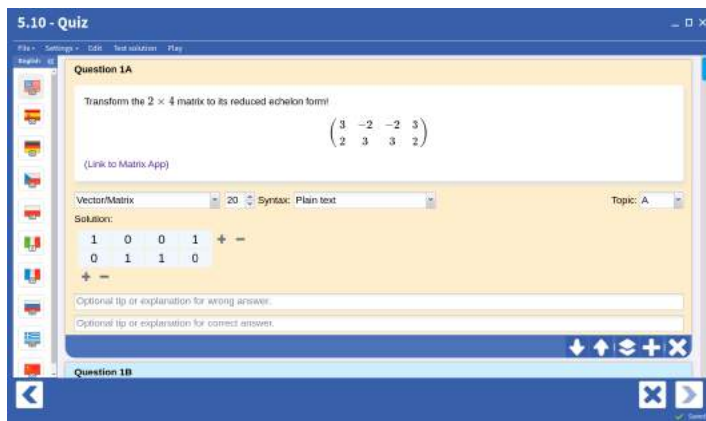 5.10 - Quiz
File Settings Edit Test solution Play
English
Question 1A
Transform the 2 × 4 matrix to its reduced echelon form!
3 -2 -2 3
2 3 3 2
(Link to Matrix App)
Vector/Matrix 20 Syntax: Plain text Topic: A
Solution:
1 0 0 1 + −
0 1 1 0
+ −
Optional tip or explanation for wrong answer.
Optional tip or explanation for correct answer.
Question 1B
Saved